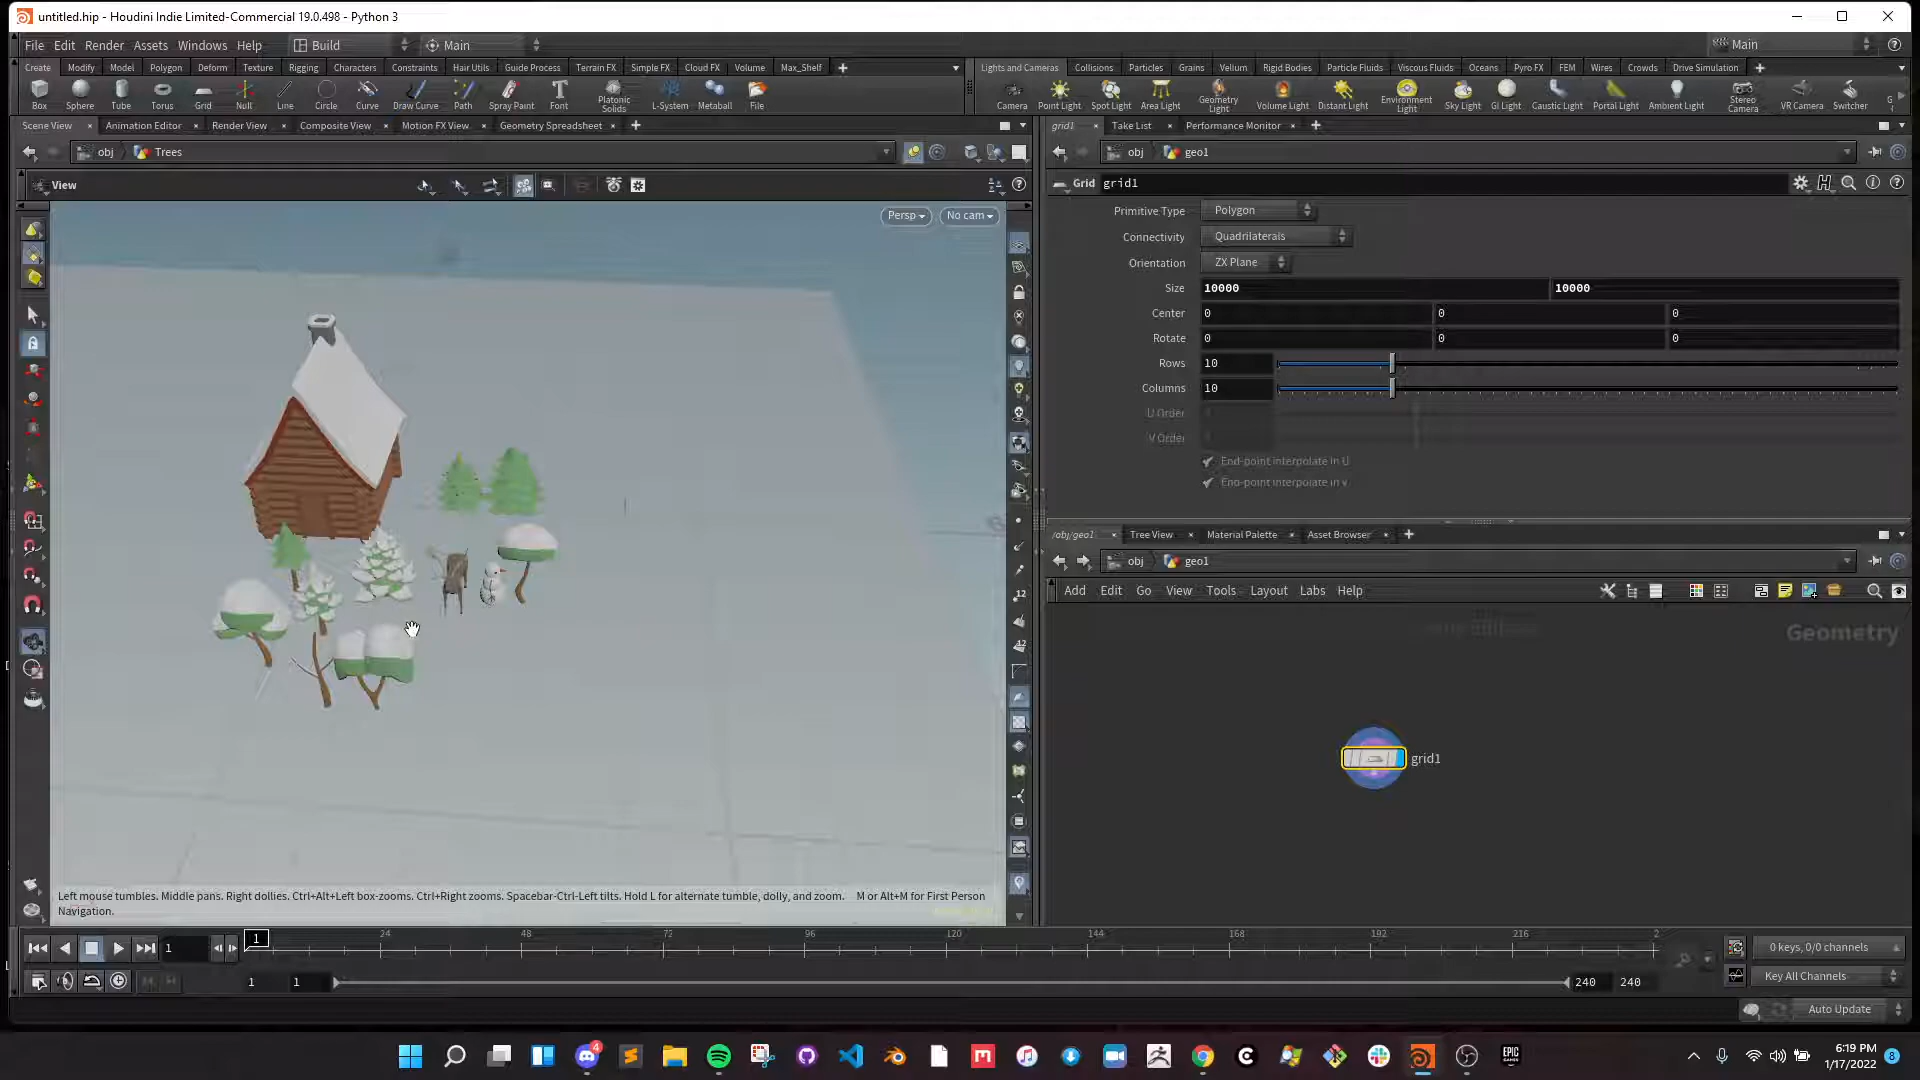 untitled.hip - Houdini Indie Limited-Commercial 19.0.498 - Python 3
File Edit Render Assets Windows Help Build Main Main
Create Modify Model Polygon Deform Texture Rigging Characters Constraints Hair Utils Guide Process Terrain FX Simple FX Cloud FX Volume Max_Shelf
Lights and Cameras Collisions Particles Grains Vellum Rigid Bodies Particle Fluids Viscous Fluids Oceans Pyro FX FEM Wires Crowds Drive Simulation
Box Sphere Tube Torus Grid Null Line Circle Curve Draw Curve Path Spray Paint Font Platonic Solids L-System Metaball File
Camera Point Light Spot Light Area Light Geometry Light Volume Light Distant Light Environment Light Sky Light GI Light Caustic Light Portal Light Ambient Light Stereo Camera VR Camera Switcher
Scene View Animation Editor Render View Composite View Motion FX View Geometry Spreadsheet
grid1 Take List Performance Monitor
obj Trees
obj geo1
View
Grid grid1
Persp No cam
Primitive Type Polygon
Connectivity Quadrilaterals
Orientation ZX Plane
Size 10000 10000
Center 0 0 0
Rotate 0 0 0
Rows 10
Columns 10
U Order
V Order
End-point interpolate in U
End-point interpolate in v
/obj/geo1 Tree View Material Palette Asset Browser
obj geo1
Add Edit Go View Tools Layout Labs Help
Geometry
grid1
Left mouse tumbles. Middle pans. Right dollies. Ctrl+Alt+Left box-zooms. Ctrl+Right zooms. Spacebar-Ctrl-Left tilts. Hold L for alternate tumble, dolly, and zoom. M or Alt+M for First Person
Navigation.
1 1 24 48 72 96 120 144 168 192 216 2
0 keys, 0/0 channels
1 1 240 240
Key All Channels
Auto Update
4
6:19 PM
1/17/2022
8
EPIC
GAMES